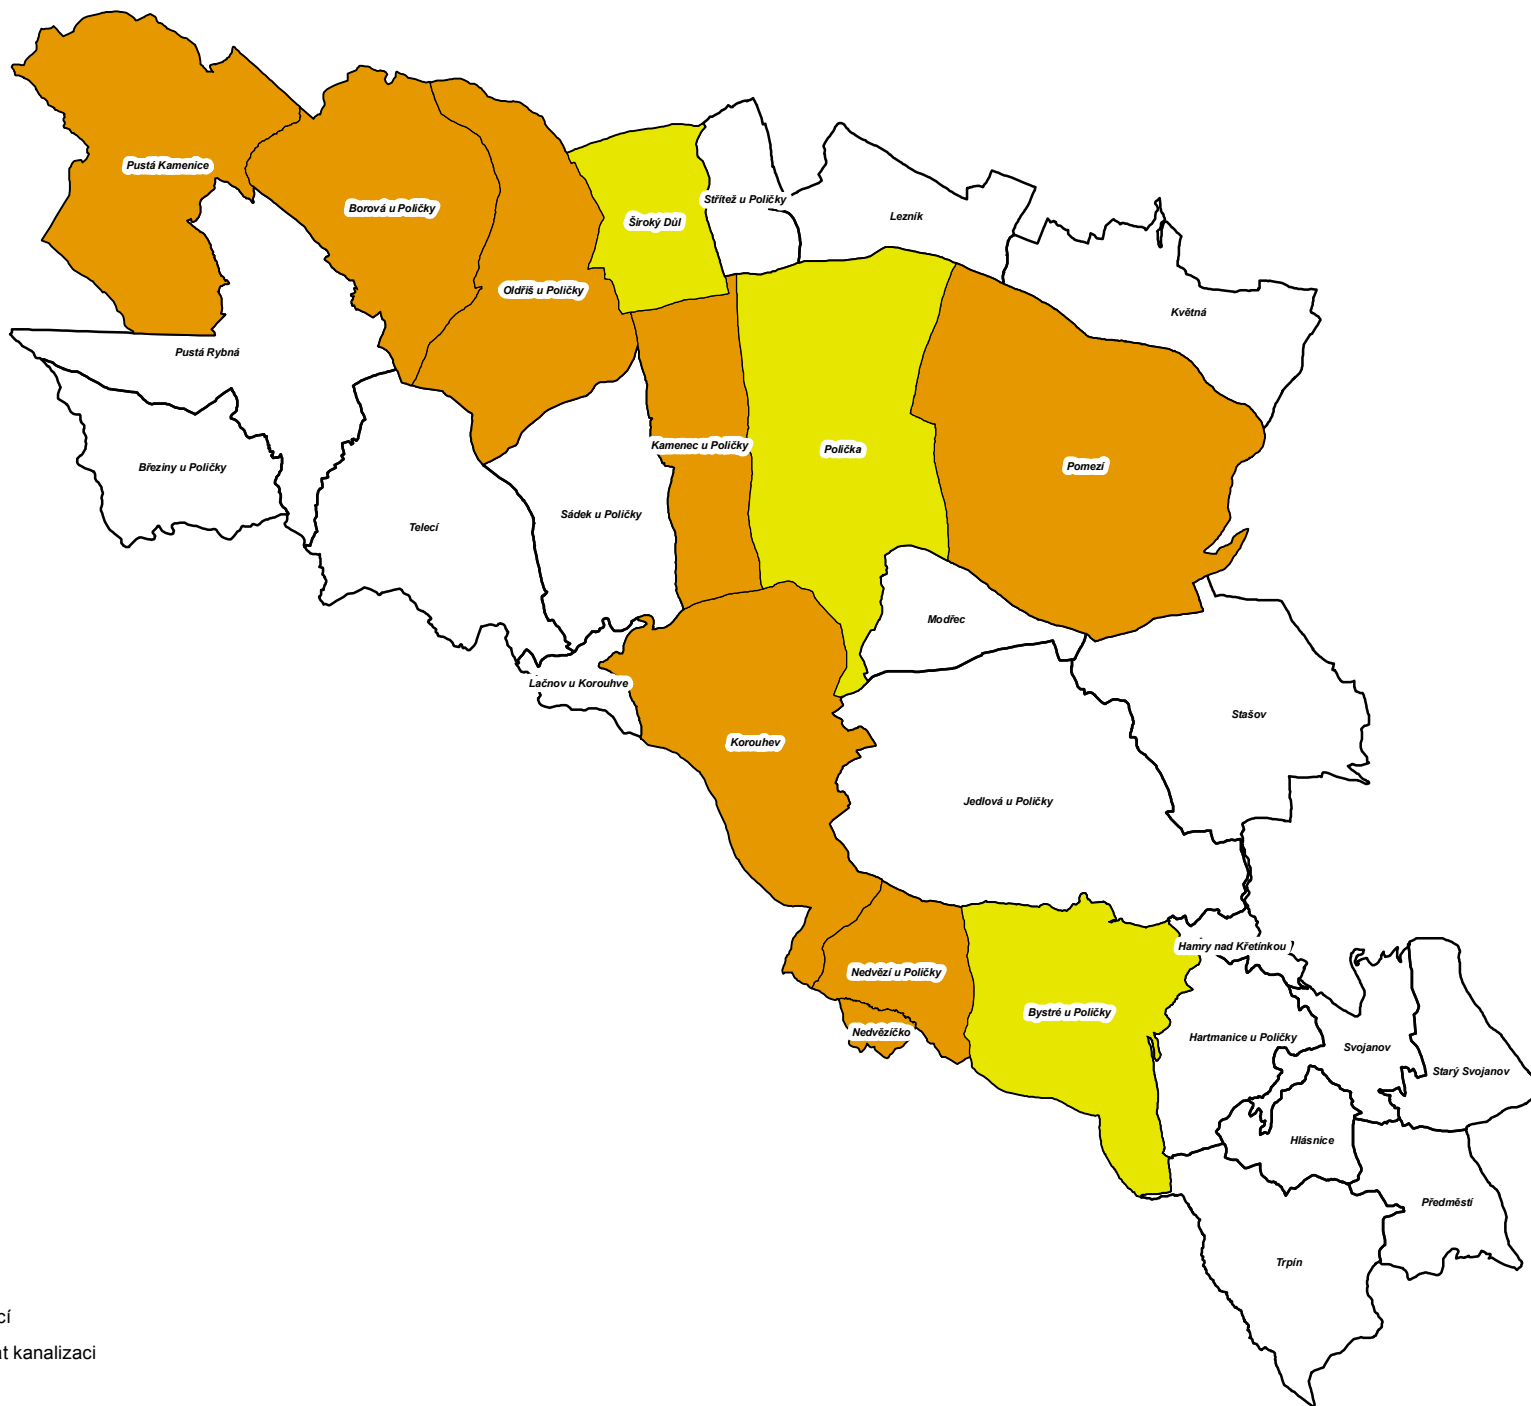 Pustá Kamenice
Borová u Poličky
Střítež u Poličky
Lezník
Široký Důl
Oldřiš u Poličky
Květná
Pustá Rybná
Kamenec u Poličky
Polička
Pomezí
Březiny u Poličky
Telecí
Sádek u Poličky
Modřec
Lačnov u Korouhve
Stašov
Korouhev
Jedlová u Poličky
Hamry nad Křetínkou
Nedvězí u Poličky
Bystré u Poličky
Nedvězíčko
Hartmanice u Poličky
Svojanov
Starý Svojanov
Hlásnice
Předměstí
Trpín
kanalizaci